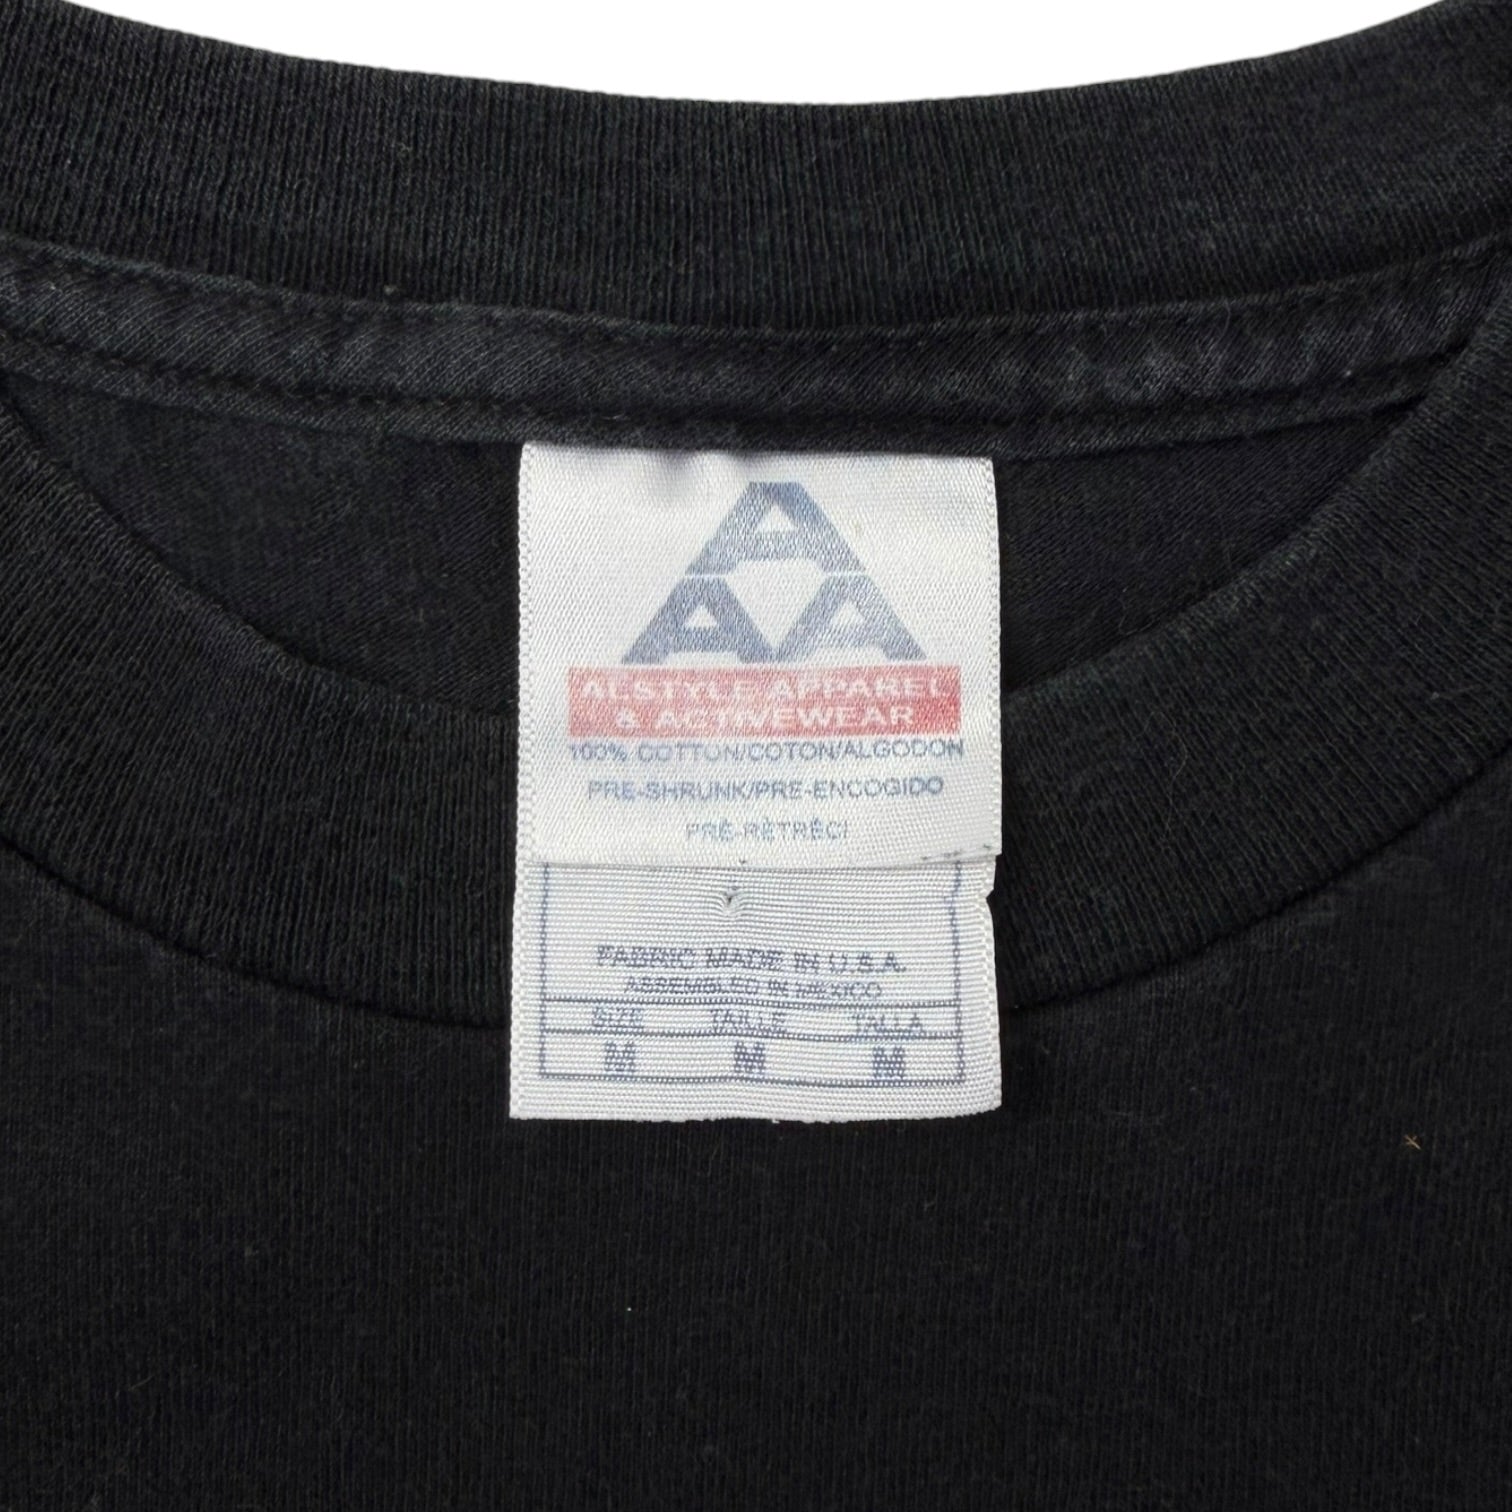 A
A A
ALSTYLE APPAREL
& ACTIVEWEAR
100% COTTON/COTON/ALGODON
PRE-SHRUNK/PRE-ENCOGIDO
PRÉ-RÈTRÉCI
FABRIC MADE IN U.S.A.
ASSEMBLED IN MEXICO
SIZE TAILLE TALLA
M M M